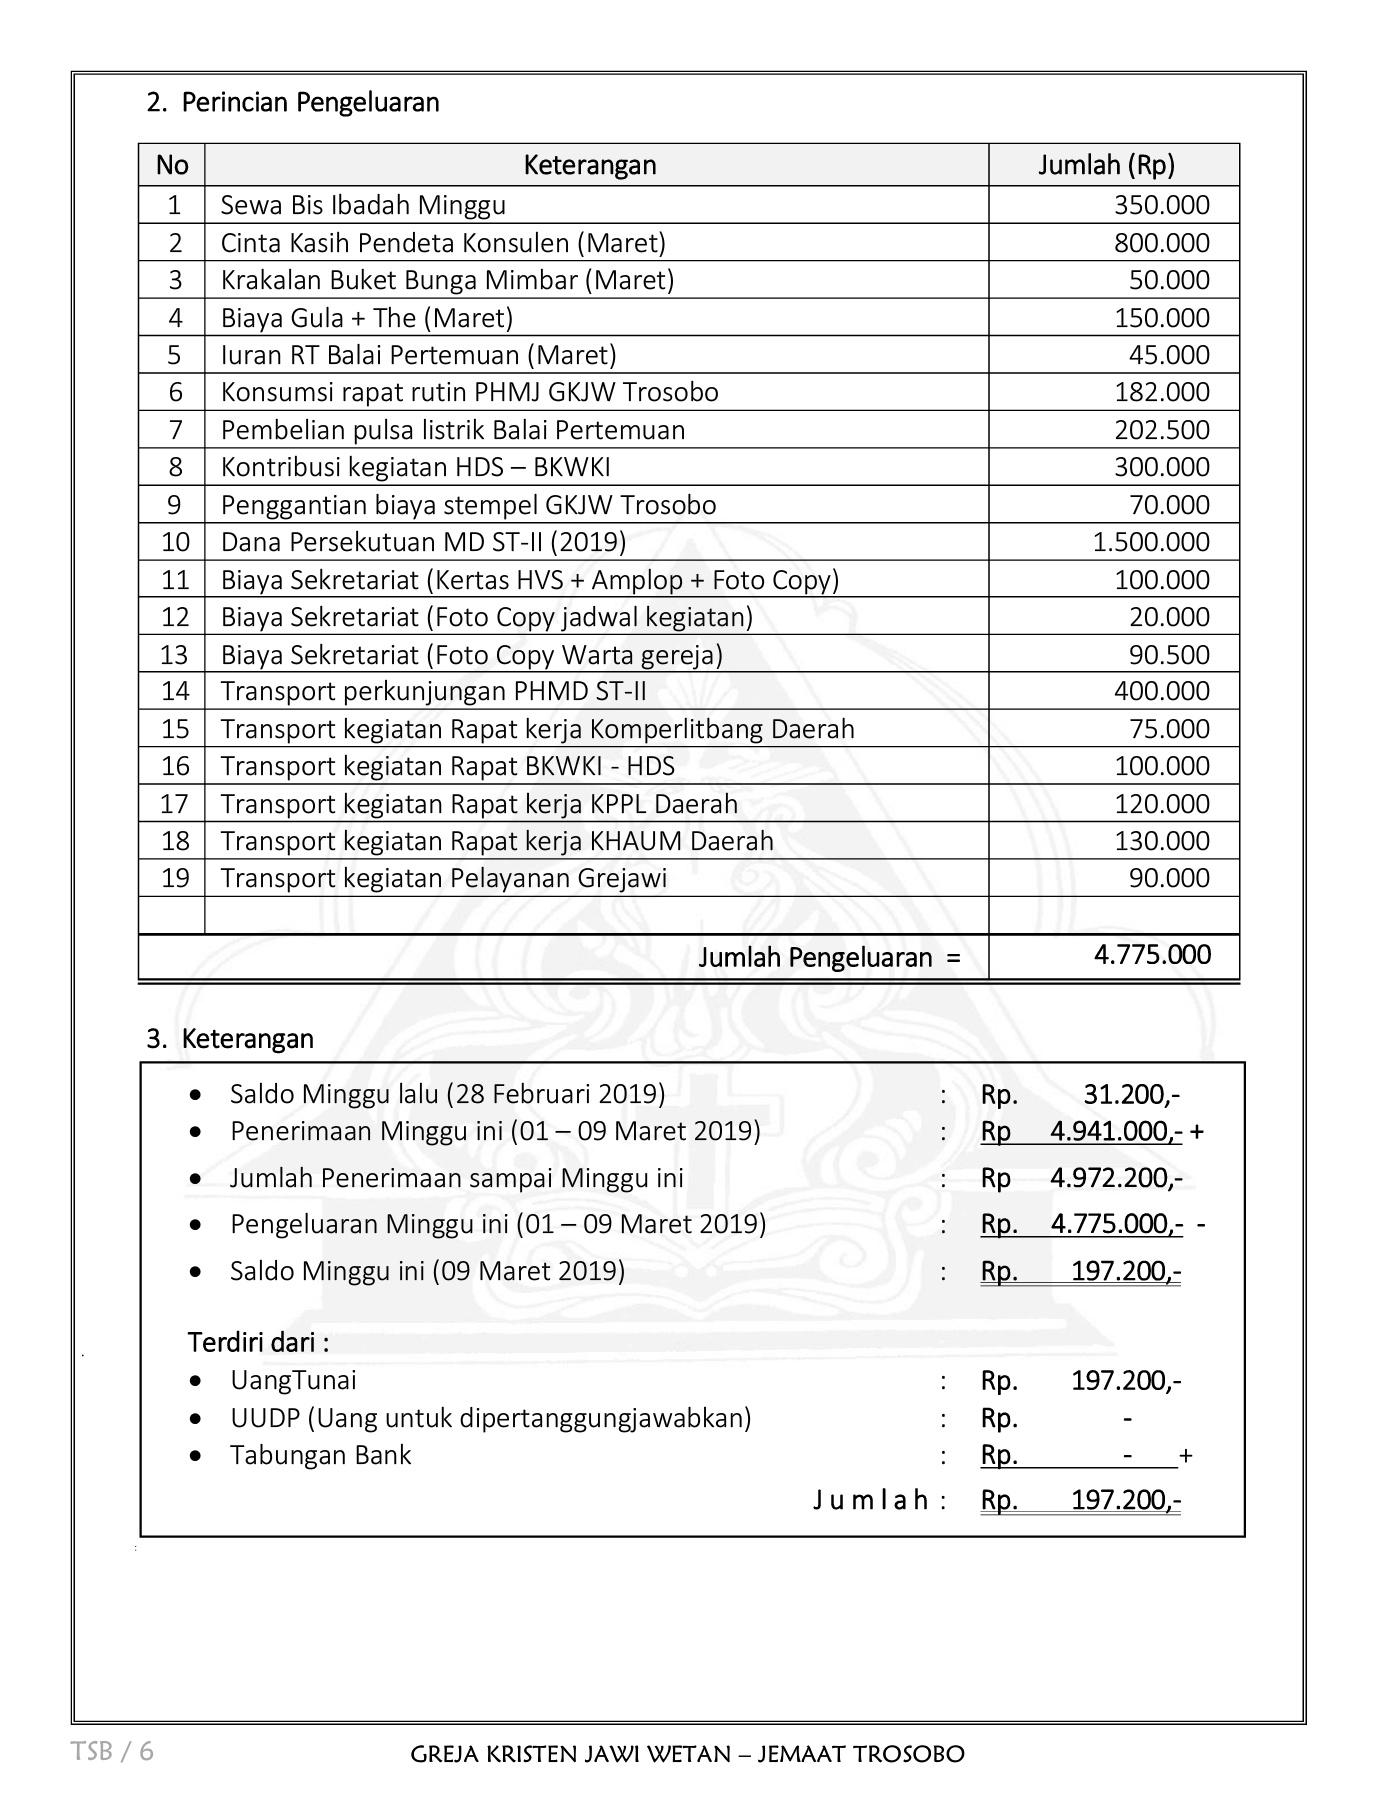 2. Perincian Pengeluaran
No Keterangan Jumlah (Rp)
1 Sewa Bis Ibadah Minggu 350.000
2 Cinta Kasih Pendeta Konsulen (Maret) 800.000
3 Krakalan Buket Bunga Mimbar (Maret) 50.000
4 Biaya Gula + The (Maret) 150.000
5 Iuran RT Balai Pertemuan (Maret) 45.000
6 Konsumsi rapat rutin PHMJ GKJW Trosobo 182.000
7 Pembelian pulsa listrik Balai Pertemuan 202.500
8 Kontribusi kegiatan HDS – BKWKI 300.000
9 Penggantian biaya stempel GKJW Trosobo 70.000
10 Dana Persekutuan MD ST-II (2019) 1.500.000
11 Biaya Sekretariat (Kertas HVS + Amplop + Foto Copy) 100.000
12 Biaya Sekretariat (Foto Copy jadwal kegiatan) 20.000
13 Biaya Sekretariat (Foto Copy Warta gereja) 90.500
14 Transport perkunjungan PHMD ST-II 400.000
15 Transport kegiatan Rapat kerja Komperlitbang Daerah 75.000
16 Transport kegiatan Rapat BKWKI - HDS 100.000
17 Transport kegiatan Rapat kerja KPPL Daerah 120.000
18 Transport kegiatan Rapat kerja KHAUM Daerah 130.000
19 Transport kegiatan Pelayanan Grejawi 90.000
Jumlah Pengeluaran = 4.775.000
3. Keterangan
• Saldo Minggu lalu (28 Februari 2019) : Rp. 31.200,-
• Penerimaan Minggu ini (01 – 09 Maret 2019) : Rp 4.941.000,- +
• Jumlah Penerimaan sampai Minggu ini : Rp 4.972.200,-
• Pengeluaran Minggu ini (01 – 09 Maret 2019) : Rp. 4.775.000,- -
• Saldo Minggu ini (09 Maret 2019) : Rp. 197.200,-
Terdiri dari :
• UangTunai : Rp. 197.200,-
• UUDP (Uang untuk dipertanggungjawabkan) : Rp. -
• Tabungan Bank : Rp. - +
J u m l a h : Rp. 197.200,-
TSB / 6 GREJA KRISTEN JAWI WETAN – JEMAAT TROSOBO